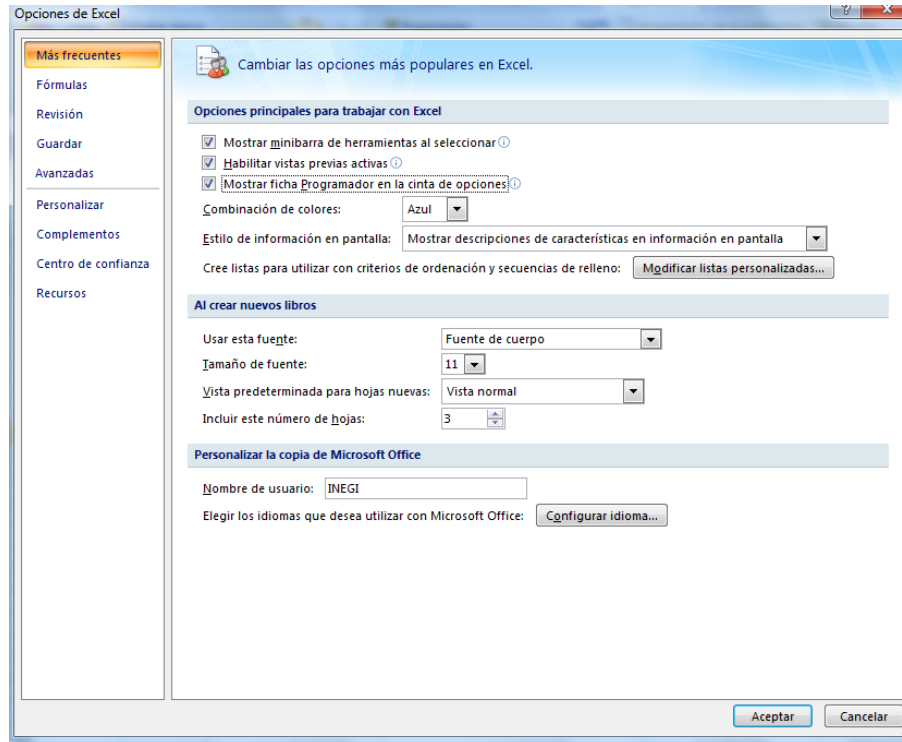 Opciones de Excel
Más frecuentes
Fórmulas
Revisión
Guardar
Avanzadas
Personalizar
Complementos
Centro de confianza
Recursos
Cambiar las opciones más populares en Excel.
Opciones principales para trabajar con Excel
Mostrar minibarra de herramientas al seleccionar
Habilitar vistas previas activas
Mostrar ficha Programador en la cinta de opciones
Combinación de colores: Azul
Estilo de información en pantalla: Mostrar descripciones de características en información en pantalla
Cree listas para utilizar con criterios de ordenación y secuencias de relleno: Modificar listas personalizadas...
Al crear nuevos libros
Usar esta fuente: Fuente de cuerpo
Tamaño de fuente: 11
Vista predeterminada para hojas nuevas: Vista normal
Incluir este número de hojas: 3
Personalizar la copia de Microsoft Office
Nombre de usuario: INEGI
Elegir los idiomas que desea utilizar con Microsoft Office: Configurar idioma...
Aceptar Cancelar